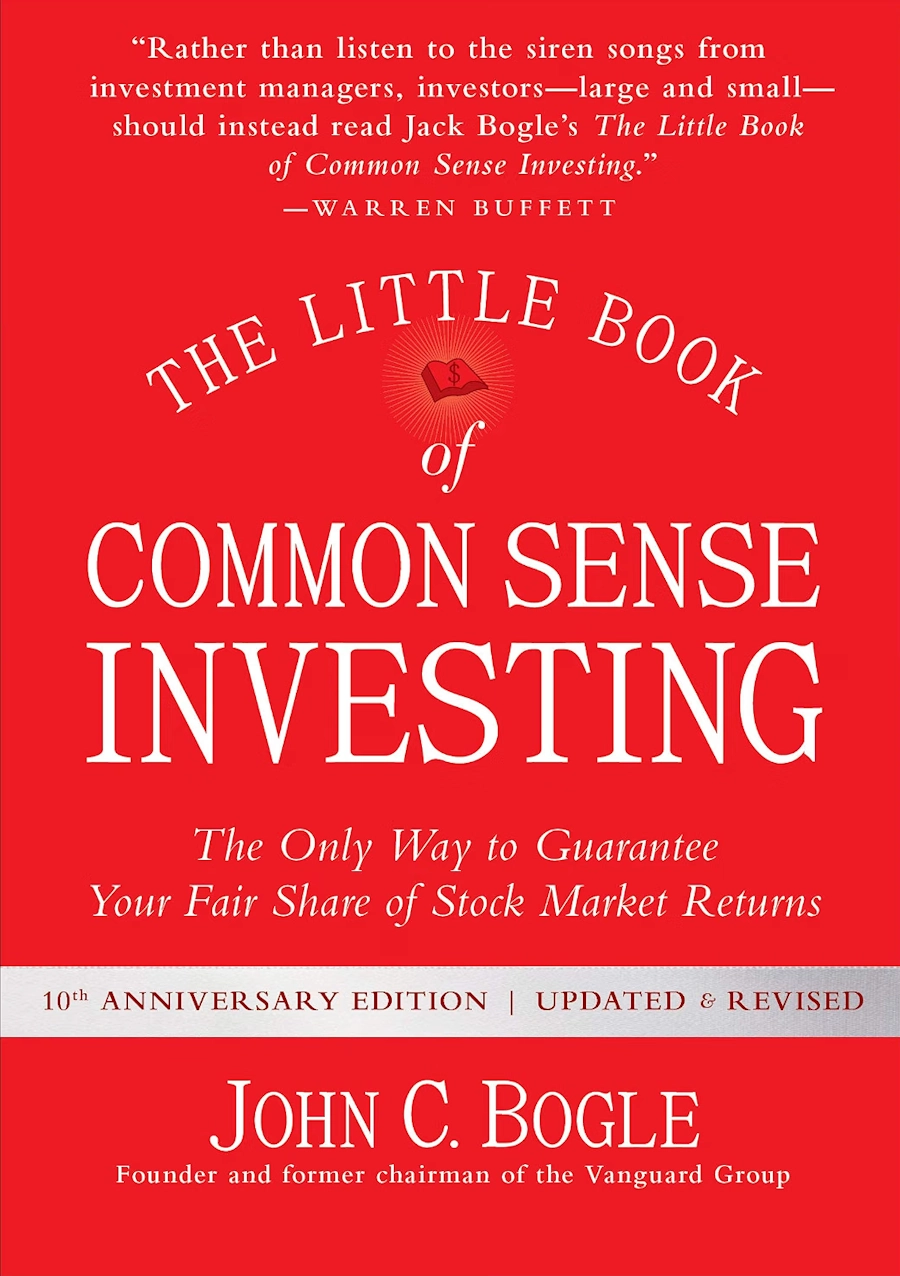 “Rather than listen to the siren songs from
investment managers, investors—large and small—
should instead read Jack Bogle’s The Little Book
of Common Sense Investing.”
—WARREN BUFFETT
THE LITTLE BOOK
$
of
COMMON SENSE
INVESTING
The Only Way to Guarantee
Your Fair Share of Stock Market Returns
10th ANNIVERSARY EDITION | UPDATED & REVISED
JOHN C. BOGLE
Founder and former chairman of the Vanguard Group